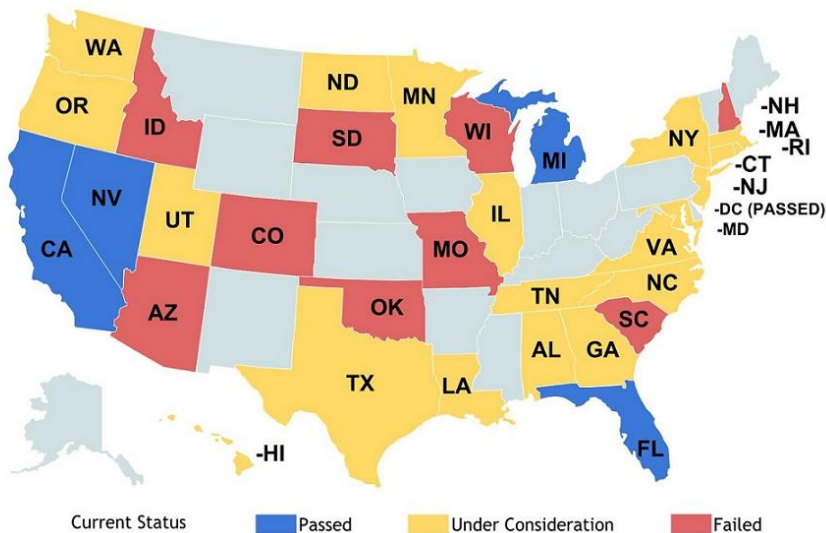 WA
ND
MN
OR
ID
SD
WI
MI
NY
-NH
-MA
-RI
-CT
-NJ
-DC (PASSED)
-MD
NV
UT
CA
CO
IL
MO
VA
NC
TN
AZ
OK
SC
AL
GA
TX
LA
-HI
FL
Current Status
Passed
Under Consideration
Failed